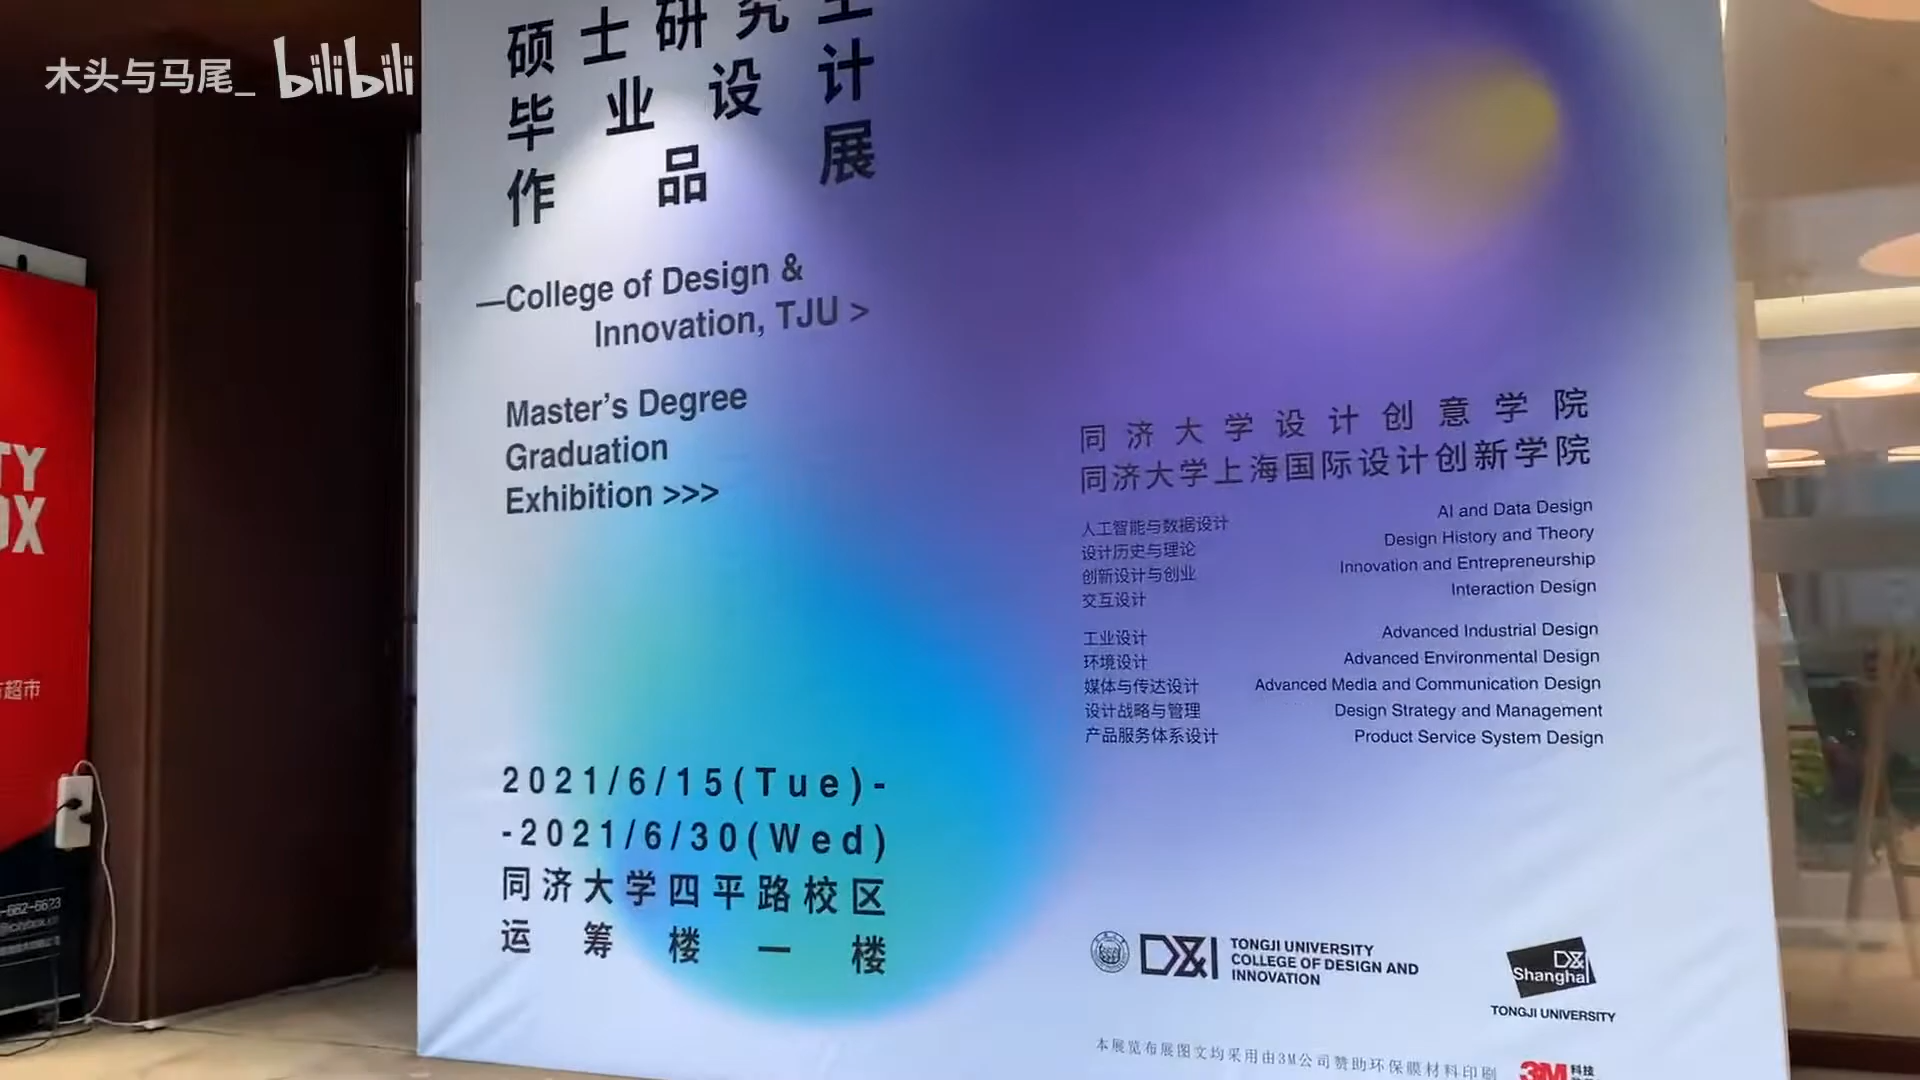 木头与马尾_ bilibili
硕士研究生
毕业设计
作品展
—College of Design &
Innovation, TJU >
Master's Degree
Graduation
Exhibition >>>
2021/6/15(Tue)-
-2021/6/30(Wed)
同济大学四平路校区
运筹楼一楼
同济大学设计创意学院
同济大学上海国际设计创新学院
人工智能与数据设计 AI and Data Design
设计历史与理论 Design History and Theory
创新设计与创业 Innovation and Entrepreneurship
交互设计 Interaction Design
工业设计 Advanced Industrial Design
环境设计 Advanced Environmental Design
媒体与传达设计 Advanced Media and Communication Design
设计战略与管理 Design Strategy and Management
产品服务体系设计 Product Service System Design
D&I
TONGJI UNIVERSITY
COLLEGE OF DESIGN AND
INNOVATION
D&I
Shanghai
TONGJI UNIVERSITY
本展览布展图文均采用由3M公司赞助环保膜材料印刷
3M 科技
TY
OX
超市
-662-6623